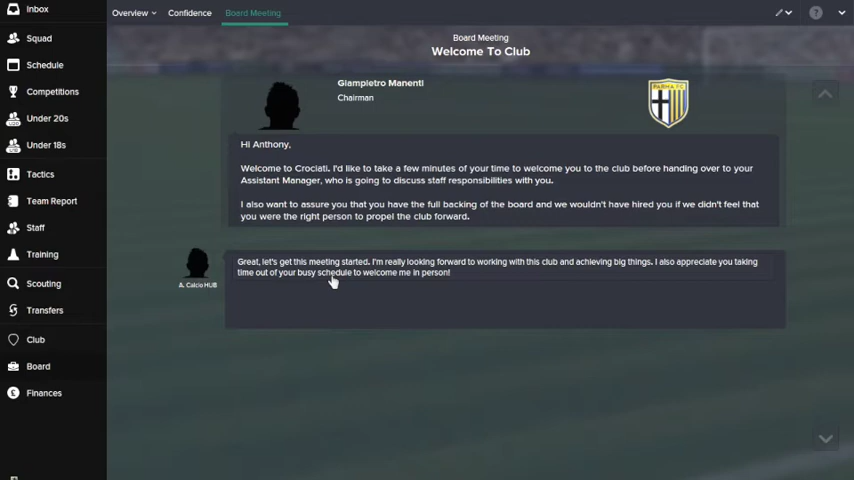 Inbox
Squad
Schedule
Competitions
Under 20s
Under 18s
Tactics
Team Report
Staff
Training
Scouting
Transfers
Club
Board
Finances
Overview
Confidence
Board Meeting
Board Meeting
Welcome To Club
Giampietro Manenti
Chairman
PARMA F.C.
Hi Anthony,
Welcome to Crociati. I'd like to take a few minutes of your time to welcome you to the club before handing over to your
Assistant Manager, who is going to discuss staff responsibilities with you.
I also want to assure you that you have the full backing of the board and we wouldn't have hired you if we didn't feel that
you were the right person to propel the club forward.
A. Calcio HUB
Great, let's get this meeting started. I'm really looking forward to working with this club and achieving big things. I also appreciate you taking
time out of your busy schedule to welcome me in person!